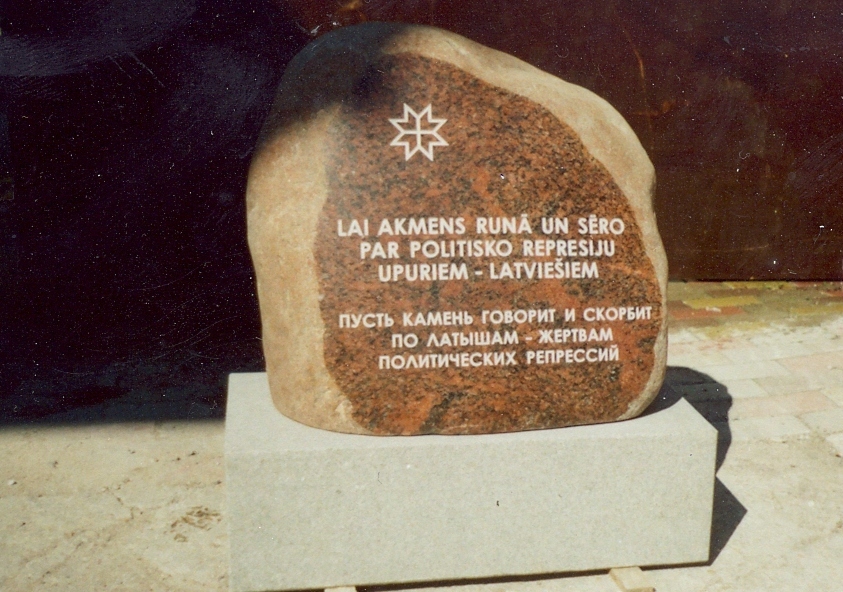 LAI AKMENS RUNĀ UN SĒRO
PAR POLITISKO REPRESIJU
UPURIEM - LATVIEŠIEM
ПУСТЬ КАМЕНЬ ГОВОРИТ И СКОРБИТ
ПО ЛАТЫШАМ - ЖЕРТВАМ
ПОЛИТИЧЕСКИХ РЕПРЕССИЙ